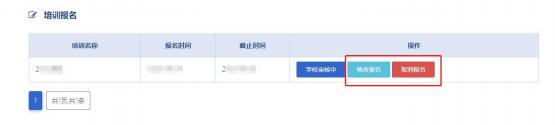 培训报名
培训名称 报名时间 截止时间 操作
2 2 学校审核中 修改报名 取消报名
1 共1页,共1条